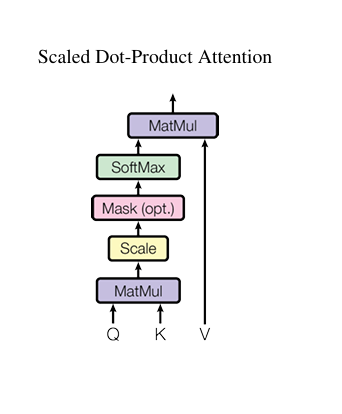 Scaled Dot-Product Attention
MatMul
SoftMax
Mask (opt.)
Scale
MatMul
Q K V